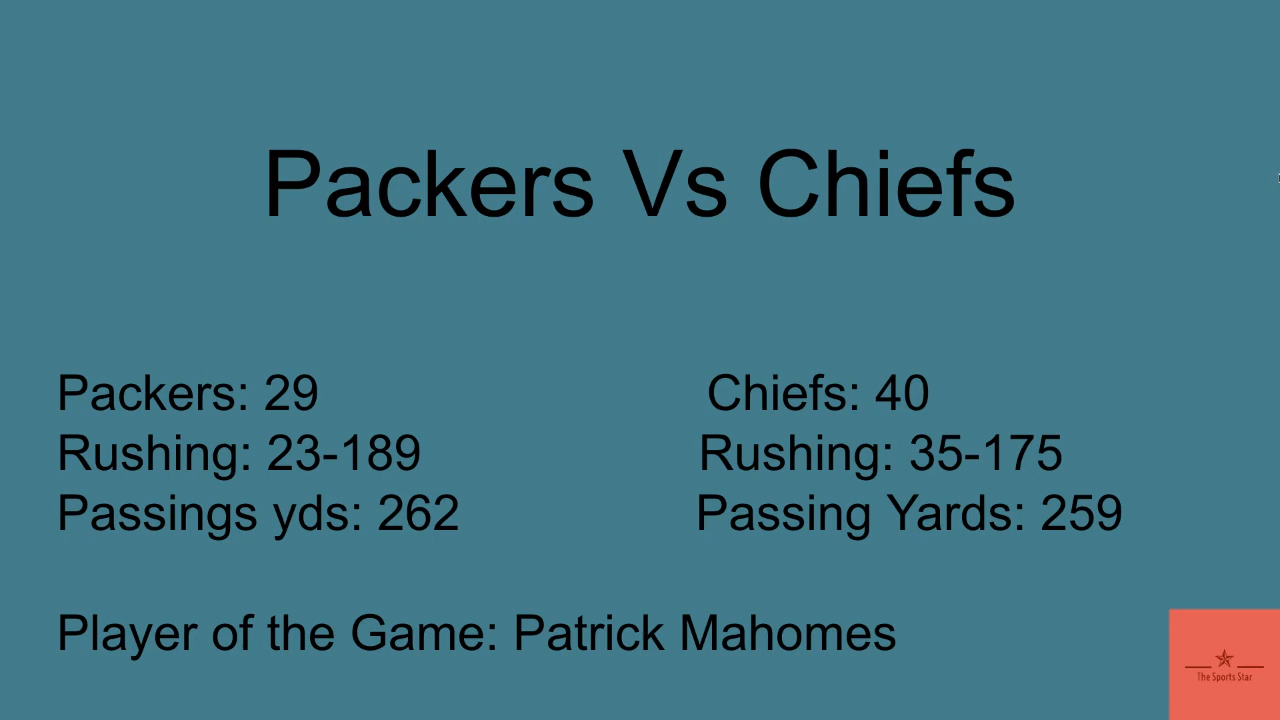 Packers Vs Chiefs
Packers: 29
Rushing: 23-189
Passings yds: 262
Chiefs: 40
Rushing: 35-175
Passing Yards: 259
Player of the Game: Patrick Mahomes
The Sports Star